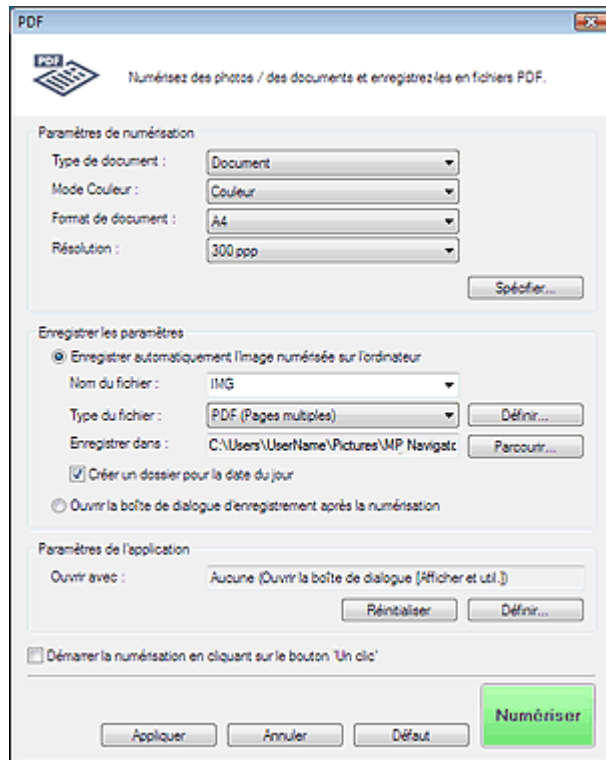 PDF
PDF
Numérisez des photos / des documents et enregistrez-les en fichiers PDF.
Paramètres de numérisation
Type de document : Document
Mode Couleur : Couleur
Format de document : A4
Résolution : 300 ppp
Spécifier...
Enregistrer les paramètres
Enregistrer automatiquement l'image numérisée sur l'ordinateur
Nom du fichier : IMG
Type du fichier : PDF (Pages multiples) Définir...
Enregistrer dans : C:\Users\UserName\Pictures\MP Navigatc Parcourir...
Créer un dossier pour la date du jour
Ouvrir la boîte de dialogue d'enregistrement après la numérisation
Paramètres de l'application
Ouvrir avec : Aucune (Ouvrir la boîte de dialogue [Afficher et util.])
Réinitialiser Définir...
Démarrer la numérisation en cliquant sur le bouton 'Un clic'
Numériser
Appliquer Annuler Défaut